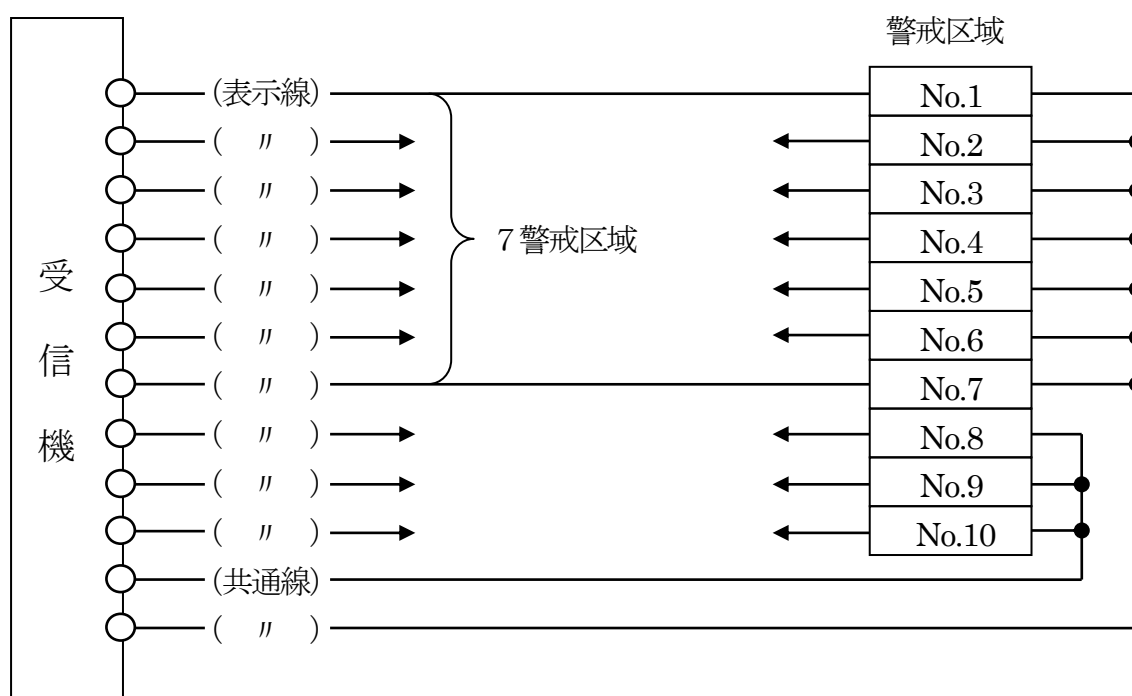 警戒区域
(表示線) No.1
( 〃 ) No.2
( 〃 ) No.3
( 〃 ) 7警戒区域 No.4
( 〃 ) No.5
( 〃 ) No.6
( 〃 ) No.7
( 〃 ) No.8
( 〃 ) No.9
( 〃 ) No.10
(共通線)
( 〃 )
受信機